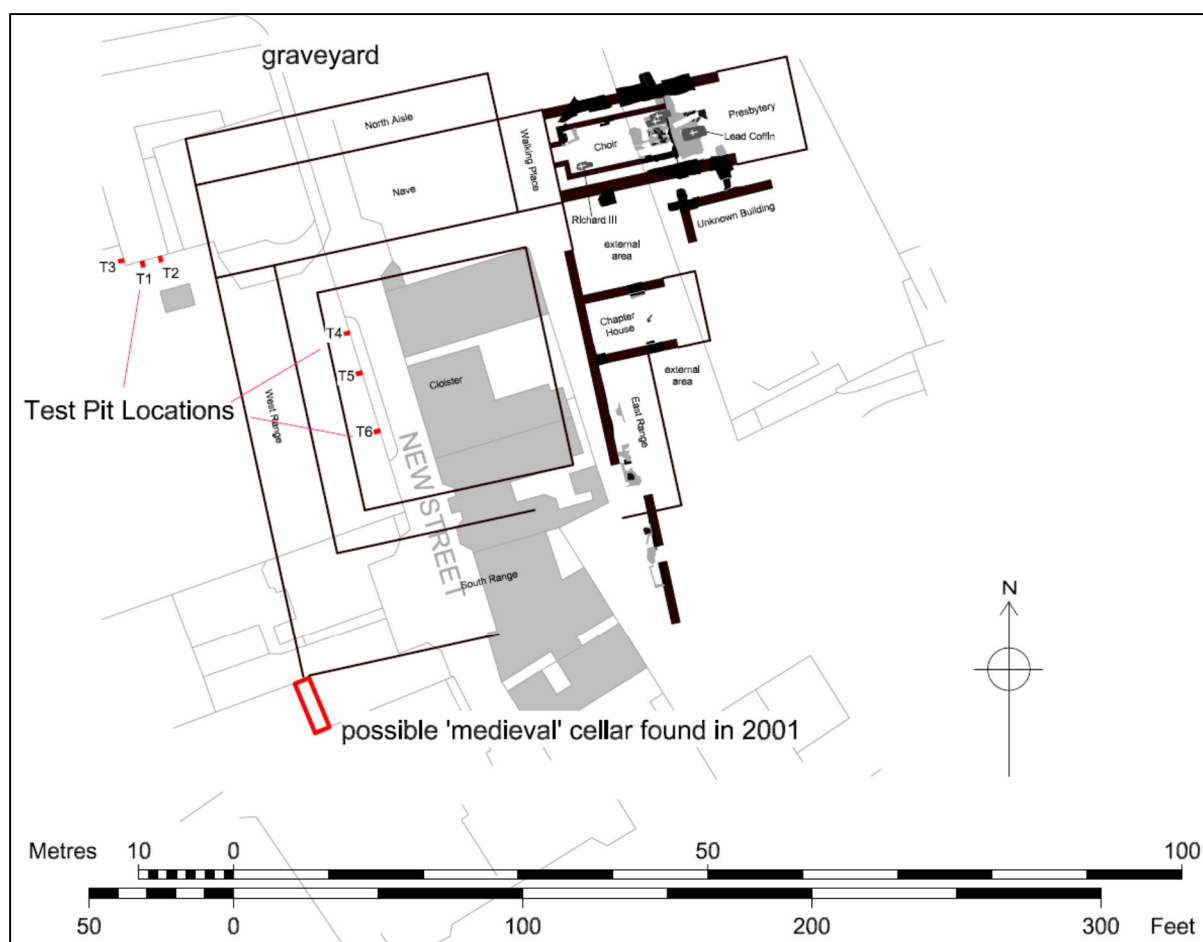 graveyard
North Aisle
Nave
Walking Place
Choir
Presbytery
Lead Coffin
Richard III
Unknown Building
external
area
T3
T1
T2
Chapter
House
external
area
T4
T5
T6
Cloister
Test Pit Locations
West Range
East Range
NEW STREET
South Range
N
possible 'medieval' cellar found in 2001
Metres 10 0 50 100
50 0 100 200 300 Feet